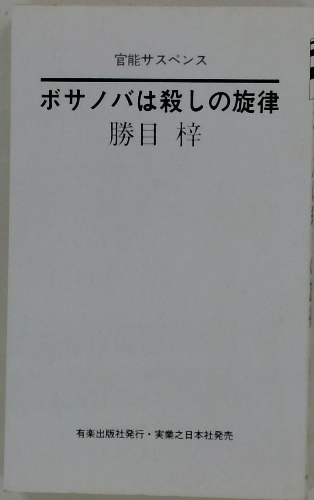 官能サスペンス
ボサノバは殺しの旋律
勝目 梓
有楽出版社発行・実業之日本社発売